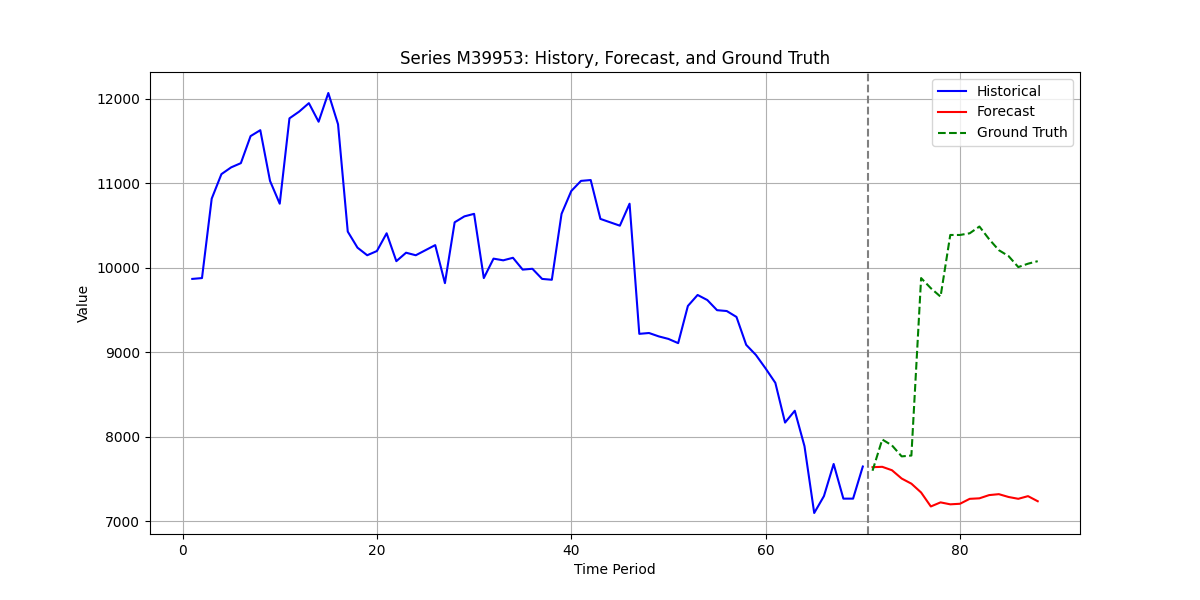 Series M39953: History, Forecast, and Ground Truth
Historical
Forecast
Ground Truth
Value
12000
11000
10000
9000
8000
7000
0
20
40
60
80
Time Period